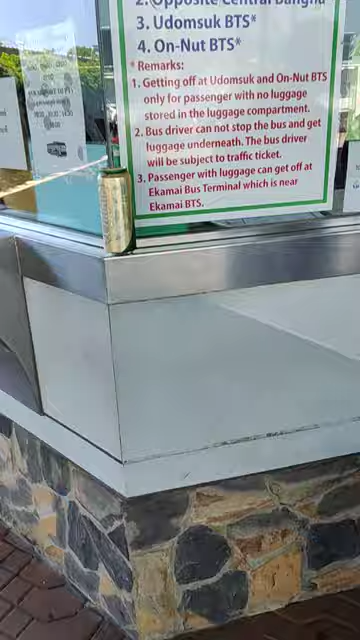 2. Opposite Central Bangna
3. Udomsuk BTS*
4. On-Nut BTS*
* Remarks:
1. Getting off at Udomsuk and On-Nut BTS
only for passenger with no luggage
stored in the luggage compartment.
2. Bus driver can not stop the bus and get
luggage underneath. The bus driver
will be subject to traffic ticket.
3. Passenger with luggage can get off at
Ekamai Bus Terminal which is near
Ekamai BTS.